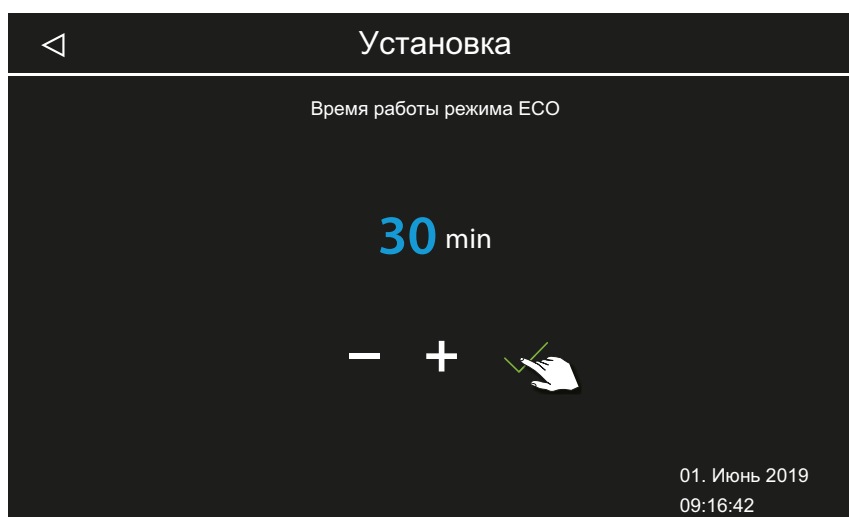 Установка
Время работы режима ECO
30 min
01. Июнь 2019
09:16:42